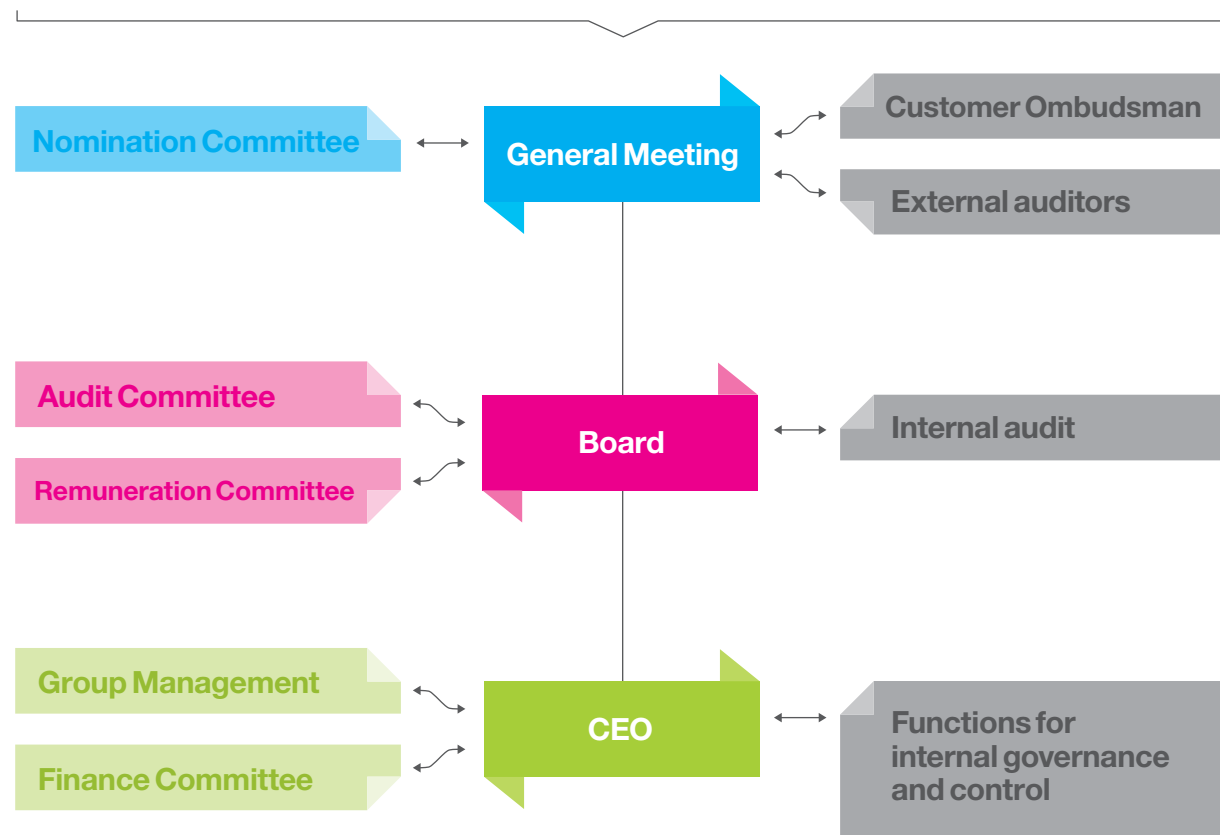 Nomination Committee
General Meeting
Customer Ombudsman
External auditors
Audit Committee
Remuneration Committee
Board
Internal audit
Group Management
Finance Committee
CEO
Functions for
internal governance
and control